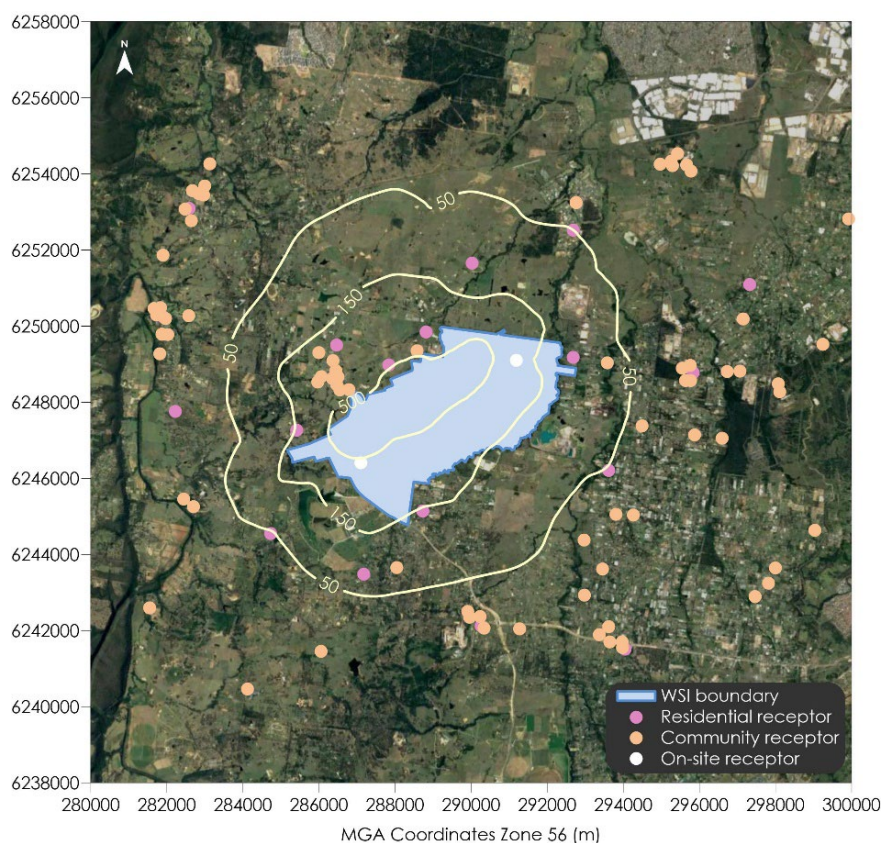 6258000
6256000
6254000
6252000
6250000
6248000
6246000
6244000
6242000
6240000
6238000
N
50
150
50
500
50
150
50
WSI boundary
Residential receptor
Community receptor
On-site receptor
280000 282000 284000 286000 288000 290000 292000 294000 296000 298000 300000
MGA Coordinates Zone 56 (m)